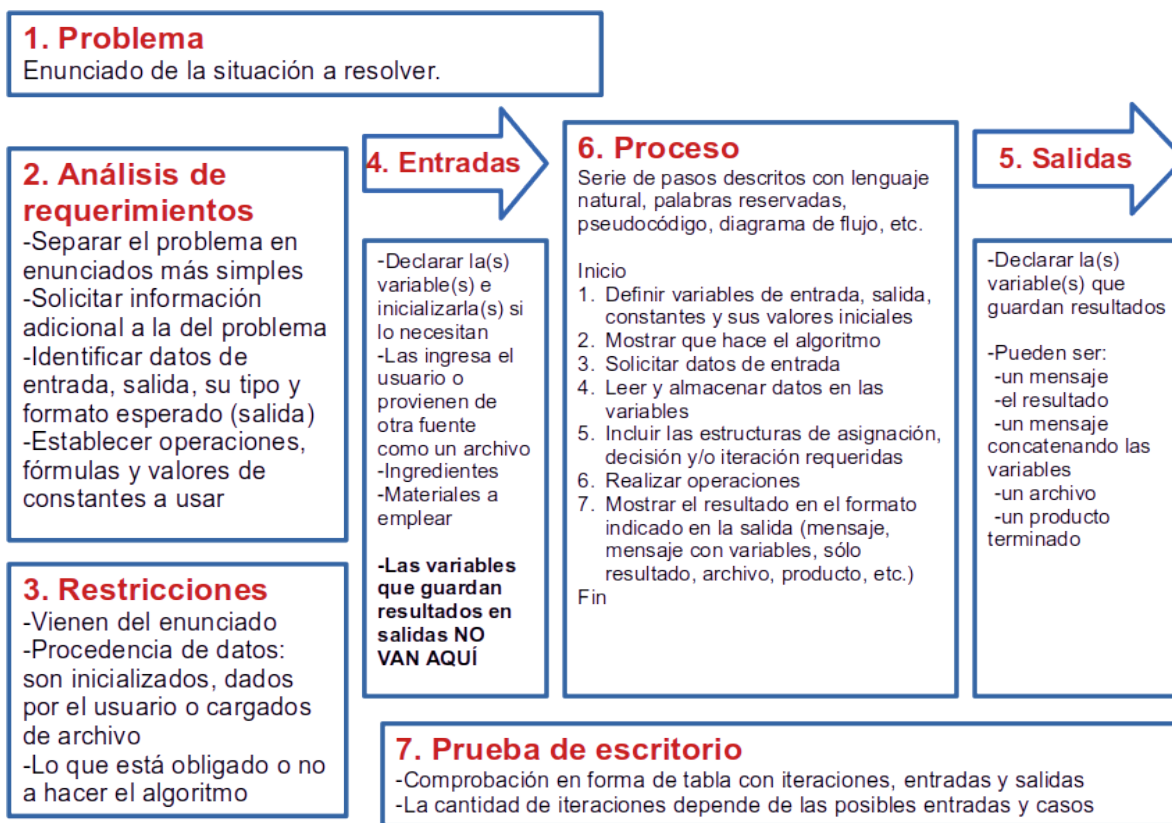 1. Problema
Enunciado de la situación a resolver.
2. Análisis de
requerimientos
-Separar el problema en
enunciados más simples
-Solicitar información
adicional a la del problema
-Identificar datos de
entrada, salida, su tipo y
formato esperado (salida)
-Establecer operaciones,
fórmulas y valores de
constantes a usar
3. Restricciones
-Vienen del enunciado
-Procedencia de datos:
son inicializados, dados
por el usuario o cargados
de archivo
-Lo que está obligado o no
a hacer el algoritmo
4. Entradas
-Declarar la(s)
variable(s) e
inicializarla(s) si
lo necesitan
-Las ingresa el
usuario o
provienen de
otra fuente
como un archivo
-Ingredientes
-Materiales a
emplear
-Las variables
que guardan
resultados en
salidas NO
VAN AQUÍ
6. Proceso
Serie de pasos descritos con lenguaje
natural, palabras reservadas,
pseudocódigo, diagrama de flujo, etc.
Inicio
1. Definir variables de entrada, salida,
constantes y sus valores iniciales
2. Mostrar que hace el algoritmo
3. Solicitar datos de entrada
4. Leer y almacenar datos en las
variables
5. Incluir las estructuras de asignación,
decisión y/o iteración requeridas
6. Realizar operaciones
7. Mostrar el resultado en el formato
indicado en la salida (mensaje,
mensaje con variables, sólo
resultado, archivo, producto, etc.)
Fin
5. Salidas
-Declarar la(s)
variable(s) que
guardan resultados
-Pueden ser:
-un mensaje
-el resultado
-un mensaje
concatenando las
variables
-un archivo
-un producto
terminado
7. Prueba de escritorio
-Comprobación en forma de tabla con iteraciones, entradas y salidas
-La cantidad de iteraciones depende de las posibles entradas y casos